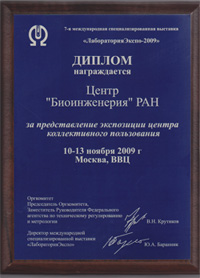 7-я международная специализированная выставка
«ЛабораторияЭкспо-2009»
ДИПЛОМ
награждается
Центр
"Биоинженерия" РАН
за представление экспозиции центра
коллективного пользования
10-13 ноября 2009 г
Москва, ВВЦ
Оргкомитет
Председатель Оргкомитета,
Заместитель Руководителя Федерального
агентства по техническому регулированию
и метрологии
В.Н. Крутиков
Директор международной
специализированной выставки
«ЛабораторияЭкспо»
Ю.А.